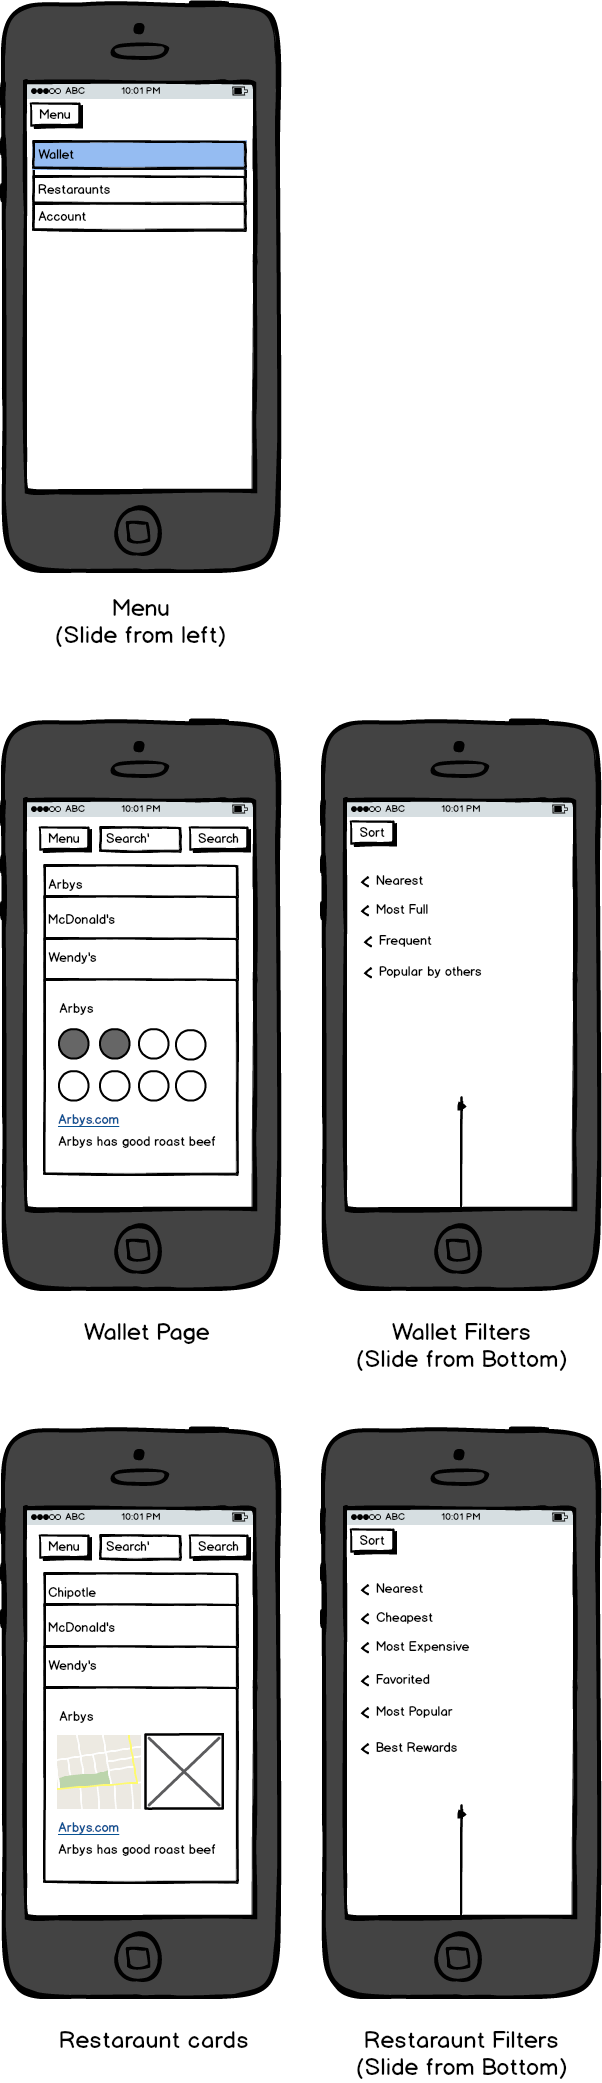 ABC 10:01 PM
Menu
Wallet
Restaraunts
Account
Menu
(Slide from left)
ABC 10:01 PM
Menu Search' Search
Arbys
McDonald's
Wendy's
Arbys
Arbys.com
Arbys has good roast beef
Wallet Page
ABC 10:01 PM
Sort
< Nearest
< Most Full
< Frequent
< Popular by others
Wallet Filters
(Slide from Bottom)
ABC 10:01 PM
Menu Search' Search
Chipotle
McDonald's
Wendy's
Arbys
Arbys.com
Arbys has good roast beef
Restaraunt cards
ABC 10:01 PM
Sort
< Nearest
< Cheapest
< Most Expensive
< Favorited
< Most Popular
< Best Rewards
Restaraunt Filters
(Slide from Bottom)